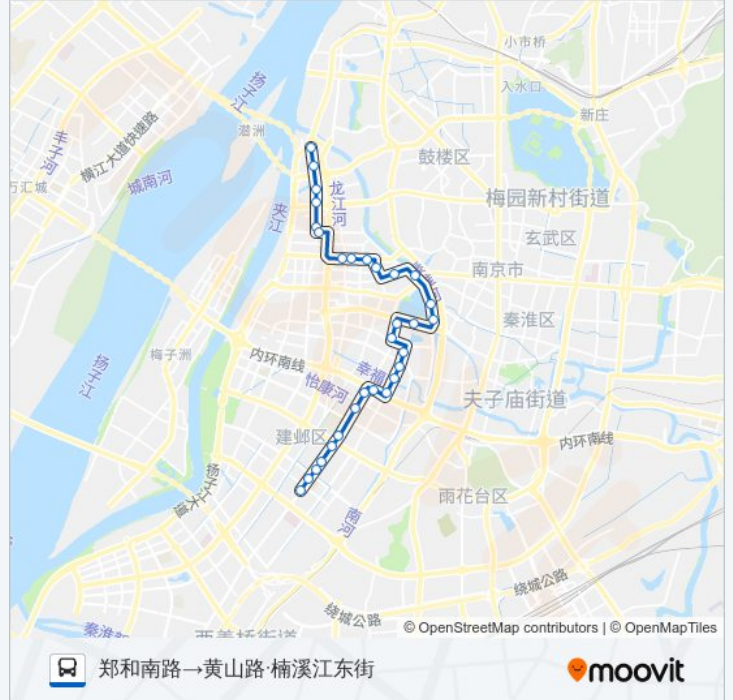 小市桥
扬子江
入水口
新庄
潜洲
丰子河
横江大道快速路
鼓楼区
万汇城
城南河
龙江河
夹江
梅园新村街道
玄武区
南京市
秦淮区
梅子洲
内环南线
扬子江
怡康河
幸福
夫子庙街道
建邺区
内环南线
扬子江大道
雨花台区
南河
绕城公路
绕城公路
秦淮新
西善桥街道
© OpenStreetMap contributors | © OpenMapTiles
郑和南路→黄山路·楠溪江东街
moovit